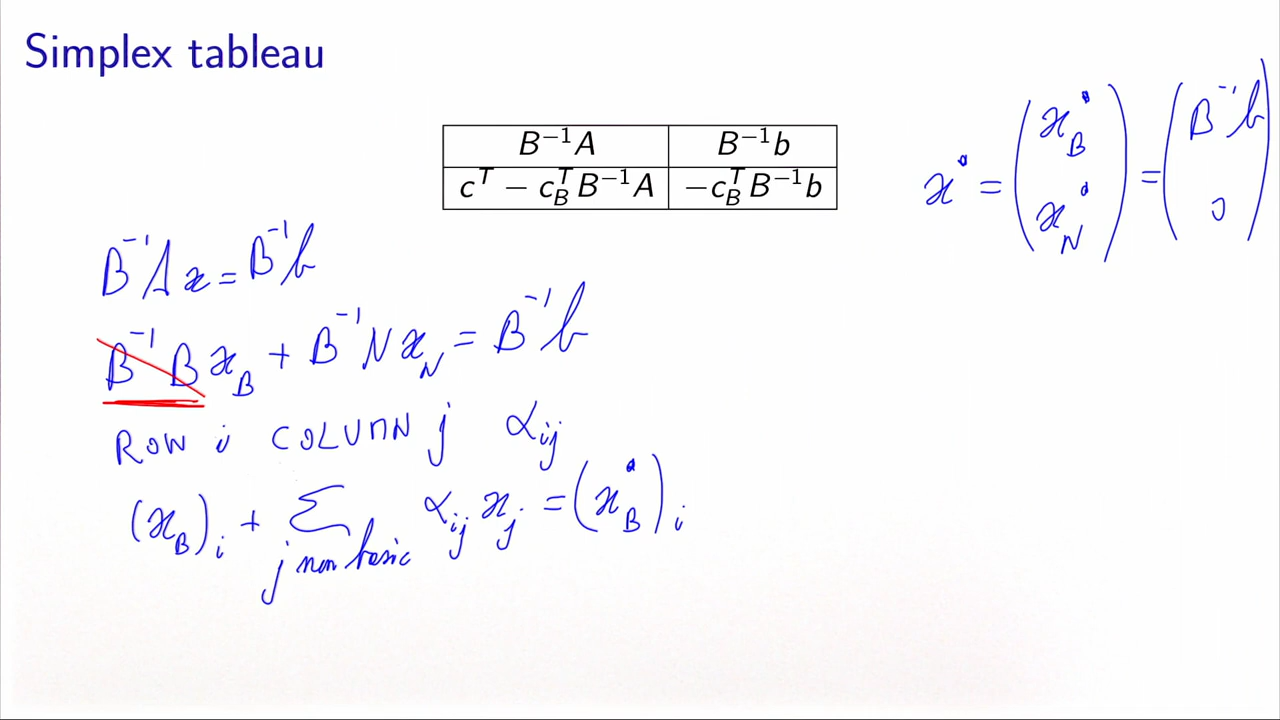 Simplex tableau
B⁻¹A | B⁻¹b
cᵀ − c_Bᵀ B⁻¹A | −c_Bᵀ B⁻¹b
x* = (x_B* x_N*) = (B⁻¹b 0)
B⁻¹A x = B⁻¹b
B⁻¹B x_B + B⁻¹N x_N = B⁻¹b
ROW i COLUMN j α_ij
(x_B)_i + Σ_{j non basic} α_ij x_j = (x_B*)_i